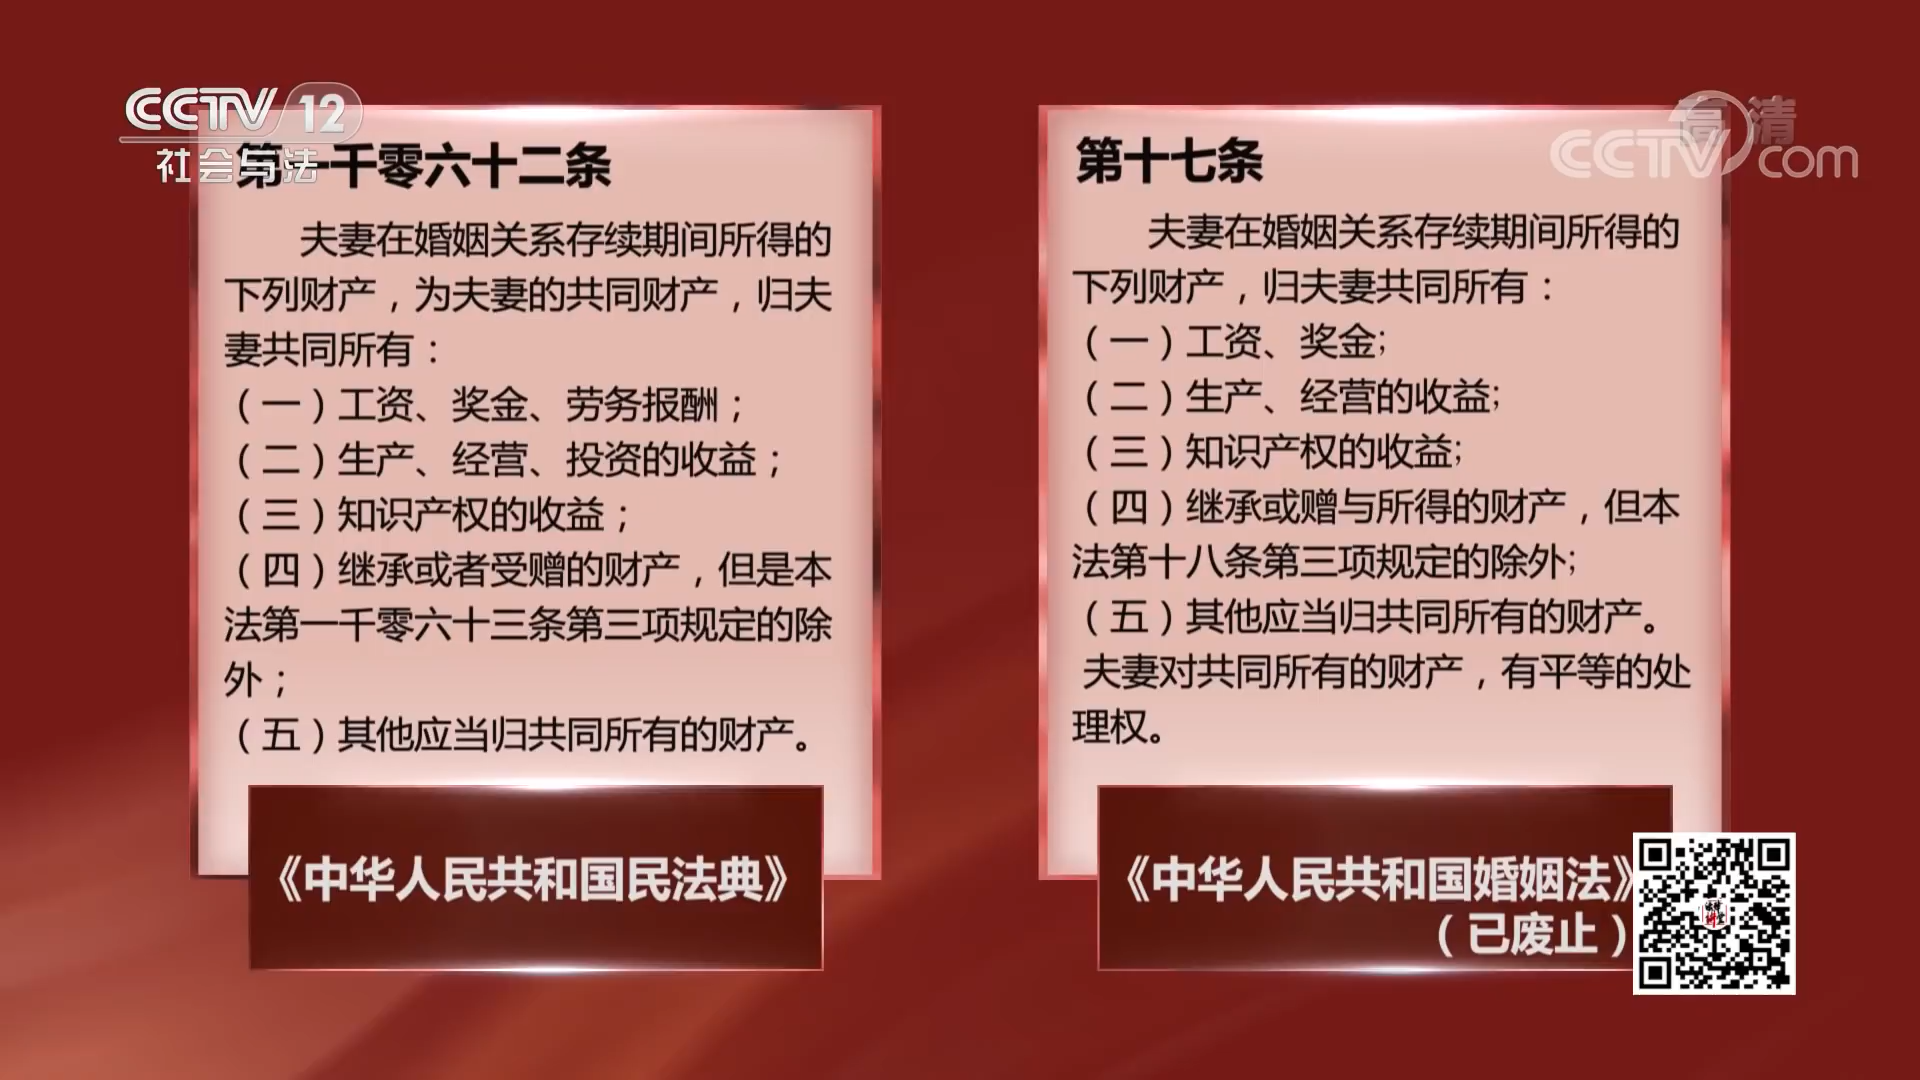 CCTV 12
社会与法
高清
CCTV.com
第一千零六十二条
夫妻在婚姻关系存续期间所得的
下列财产，为夫妻的共同财产，归夫
妻共同所有：
（一）工资、奖金、劳务报酬；
（二）生产、经营、投资的收益；
（三）知识产权的收益；
（四）继承或者受赠的财产，但是本
法第一千零六十三条第三项规定的除
外；
（五）其他应当归共同所有的财产。
《中华人民共和国民法典》
第十七条
夫妻在婚姻关系存续期间所得的
下列财产，归夫妻共同所有：
（一）工资、奖金;
（二）生产、经营的收益;
（三）知识产权的收益;
（四）继承或赠与所得的财产，但本
法第十八条第三项规定的除外;
（五）其他应当归共同所有的财产。
夫妻对共同所有的财产，有平等的处
理权。
《中华人民共和国婚姻法》
（已废止）